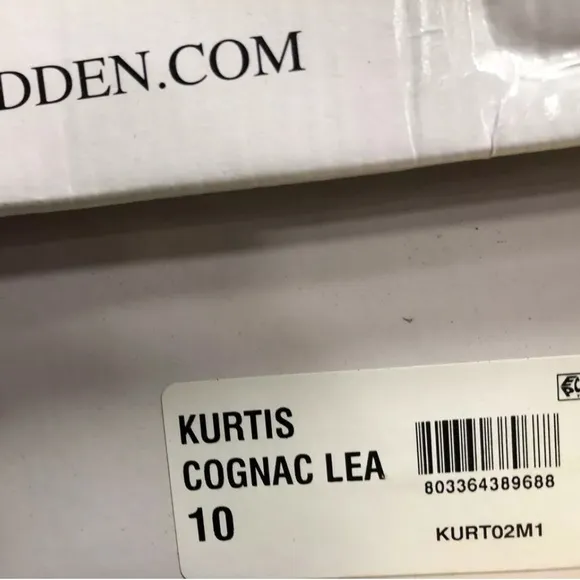 DDEN.COM
KURTIS
COGNAC LEA
10
803364389688
KURT02M1